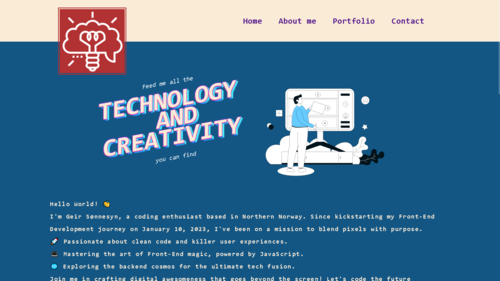 Home About me Portfolio Contact
Feed me all the
TECHNOLOGY
AND
CREATIVITY
you can find
Hello World! 👋
I'm Geir Sønnesyn, a coding enthusiast based in Northern Norway. Since kickstarting my Front-End
Development journey on January 10, 2023, I've been on a mission to blend pixels with purpose.
🚀 Passionate about clean code and killer user experiences.
💻 Mastering the art of Front-End magic, powered by JavaScript.
🌐 Exploring the backend cosmos for the ultimate tech fusion.
Join me in crafting digital awesomeness that goes beyond the screen! Let's code the future